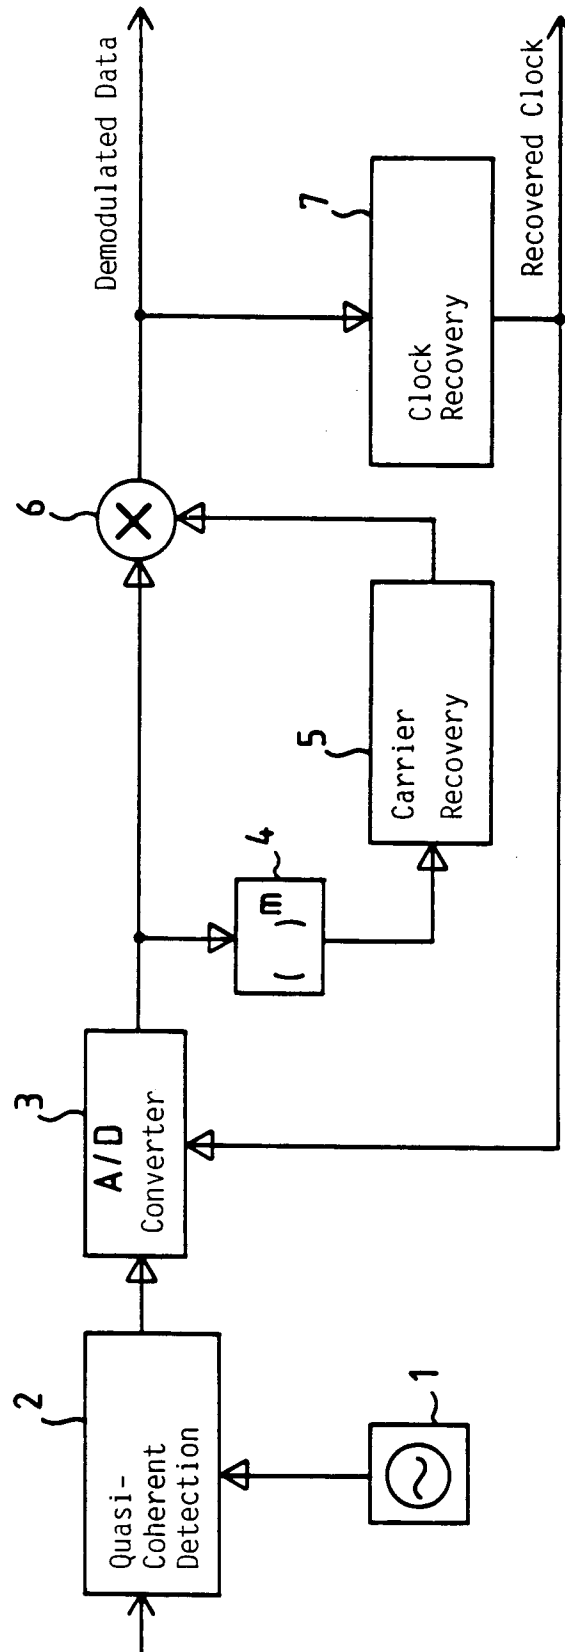 2
Quasi-
Coherent
Detection
1
3
A/D
Converter
4
( )m
5
Carrier
Recovery
6
7
Clock
Recovery
Demodulated Data
Recovered Clock